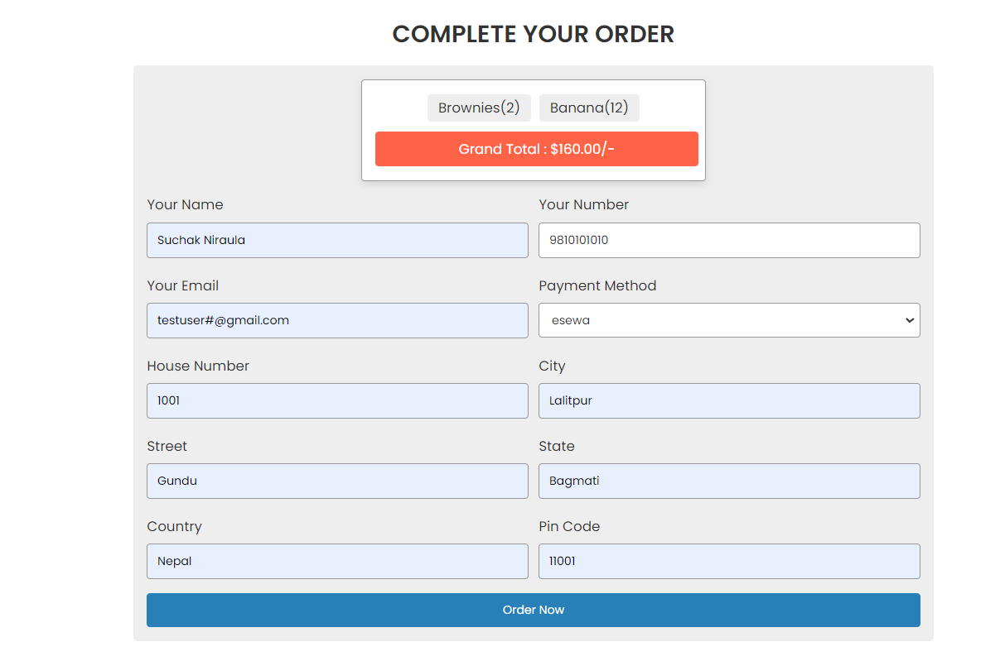 COMPLETE YOUR ORDER
Brownies(2) Banana(12)
Grand Total : $160.00/-
Your Name Your Number
Suchak Niraula 9810101010
Your Email Payment Method
testuser#@gmail.com esewa
House Number City
1001 Lalitpur
Street State
Gundu Bagmati
Country Pin Code
Nepal 11001
Order Now